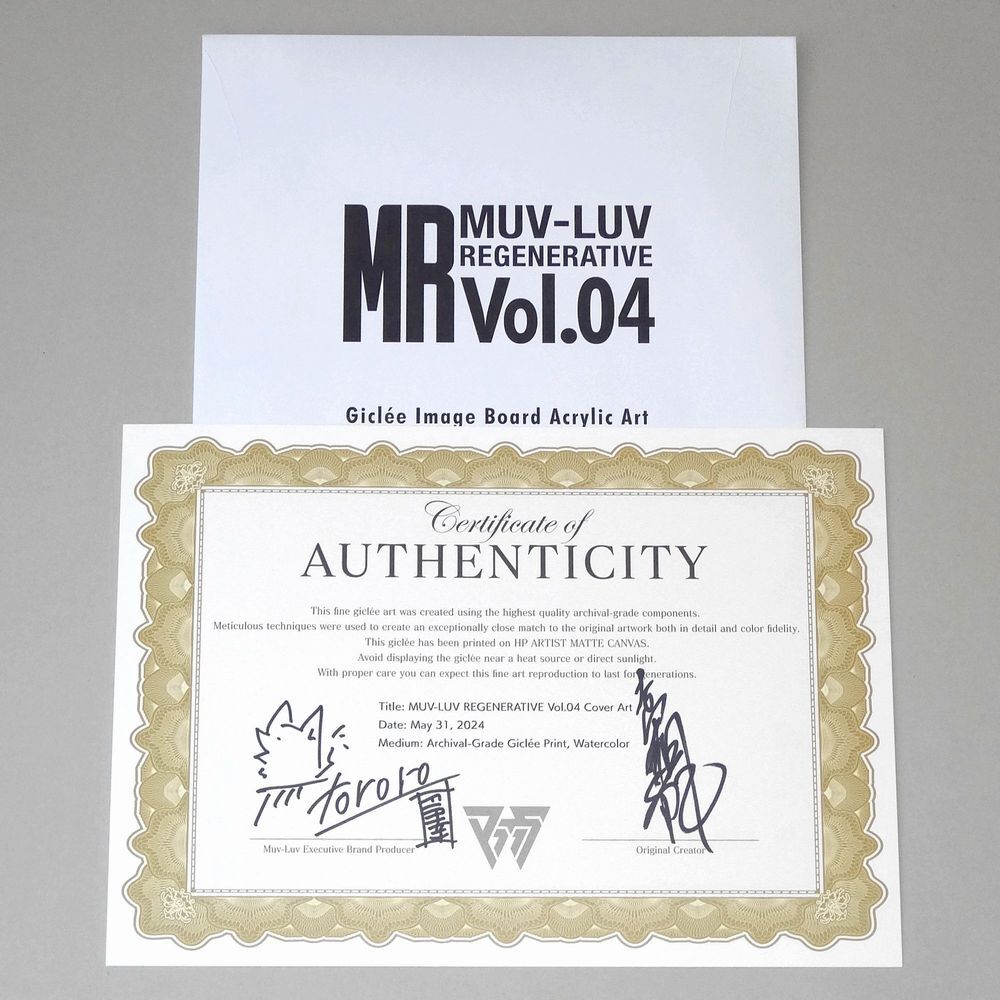 MR MUV-LUV
REGENERATIVE
Vol.04
Giclée Image Board Acrylic Art
Certificate of
AUTHENTICITY
This fine giclée art was created using the highest quality archival-grade components.
Meticulous techniques were used to create an exceptionally close match to the original artwork both in detail and color fidelity.
This giclée has been printed on HP ARTIST MATTE CANVAS.
Avoid displaying the giclée near a heat source or direct sunlight.
With proper care you can expect this fine art reproduction to last for generations.
Title: MUV-LUV REGENERATIVE Vol.04 Cover Art
Date: May 31, 2024
Medium: Archival-Grade Giclée Print, Watercolor
tororo
Muv-Luv Executive Brand Producer
Original Creator